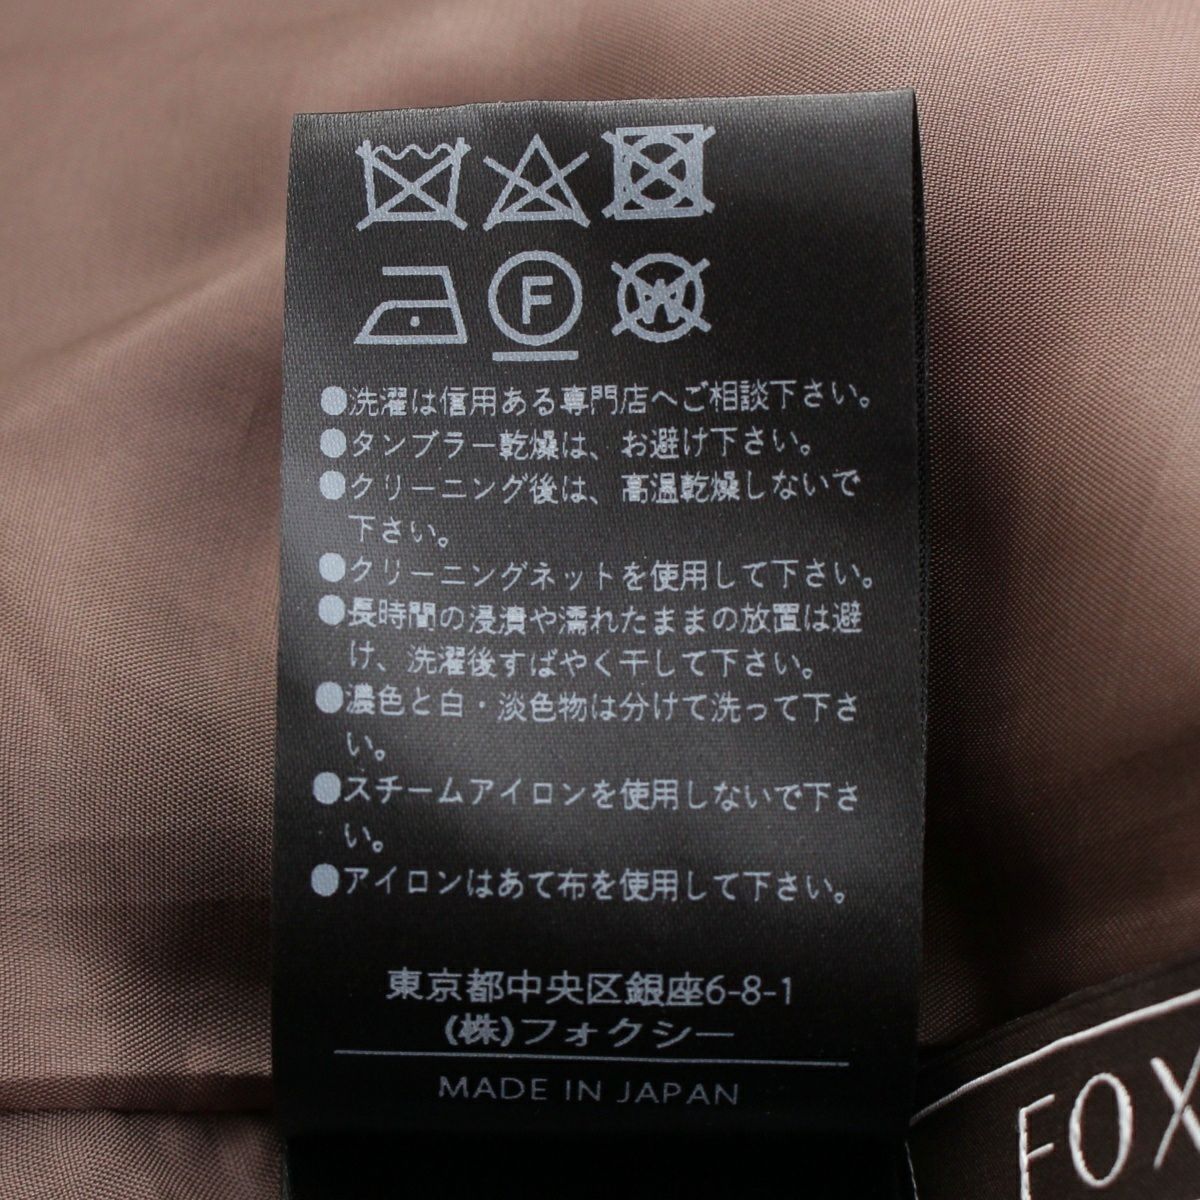 F
W
●洗濯は信用ある専門店へご相談下さい。
●タンブラー乾燥は、お避け下さい。
●クリーニング後は、高温乾燥しないで
下さい。
●クリーニングネットを使用して下さい。
●長時間の浸漬や濡れたままの放置は避
け、洗濯後すばやく干して下さい。
●濃色と白・淡色物は分けて洗って下さ
い。
●スチームアイロンを使用しないで下さ
い。
●アイロンはあて布を使用して下さい。
東京都中央区銀座6-8-1
(株)フォクシー
MADE IN JAPAN
FOX